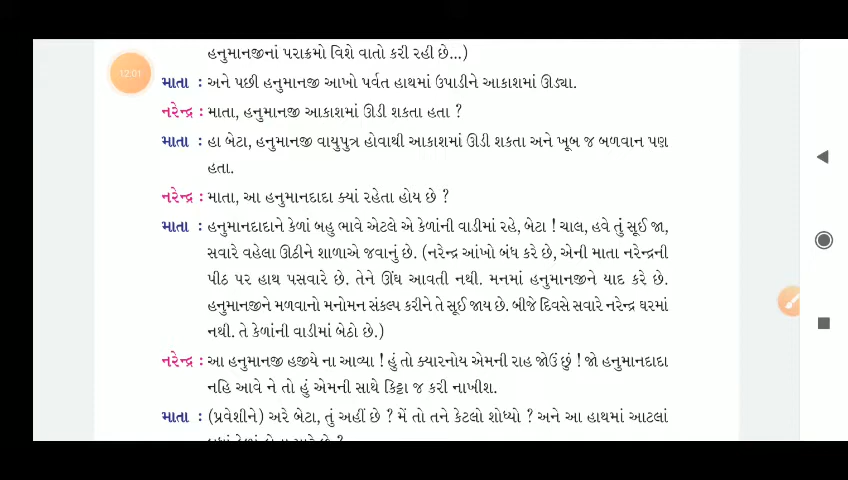 હનુમાનજીનાં પરાક્રમો વિશે વાતો કરી રહી છે...)
12:01
માતા : અને પછી હનુમાનજી આખો પર્વત હાથમાં ઉપાડીને આકાશમાં ઊડ્યા.
નરેન્દ્ર : માતા, હનુમાનજી આકાશમાં ઊડી શકતા હતા ?
માતા : હા બેટા, હનુમાનજી વાયુપુત્ર હોવાથી આકાશમાં ઊડી શકતા અને ખૂબ જ બળવાન પણ
હતા.
નરેન્દ્ર : માતા, આ હનુમાનદાદા ક્યાં રહેતા હોય છે ?
માતા : હનુમાનદાદાને કેળાં બહુ ભાવે એટલે એ કેળાંની વાડીમાં રહે, બેટા ! ચાલ, હવે તું સૂઈ જા,
સવારે વહેલા ઊઠીને શાળાએ જવાનું છે. (નરેન્દ્ર આંખો બંધ કરે છે, એની માતા નરેન્દ્રની
પીઠ પર હાથ પસવારે છે. તેને ઊંઘ આવતી નથી. મનમાં હનુમાનજીને યાદ કરે છે.
હનુમાનજીને મળવાનો મનોમન સંકલ્પ કરીને તે સૂઈ જાય છે. બીજે દિવસે સવારે નરેન્દ્ર ઘરમાં
નથી. તે કેળાંની વાડીમાં બેઠો છે.)
નરેન્દ્ર : આ હનુમાનજી હજીયે ના આવ્યા ! હું તો ક્યારનોય એમની રાહ જોઉં છું ! જો હનુમાનદાદા
નહિ આવે ને તો હું એમની સાથે કિટ્ટા જ કરી નાખીશ.
માતા : (પ્રવેશીને) અરે બેટા, તું અહીં છે ? મેં તો તને કેટલો શોધ્યો ? અને આ હાથમાં આટલાં